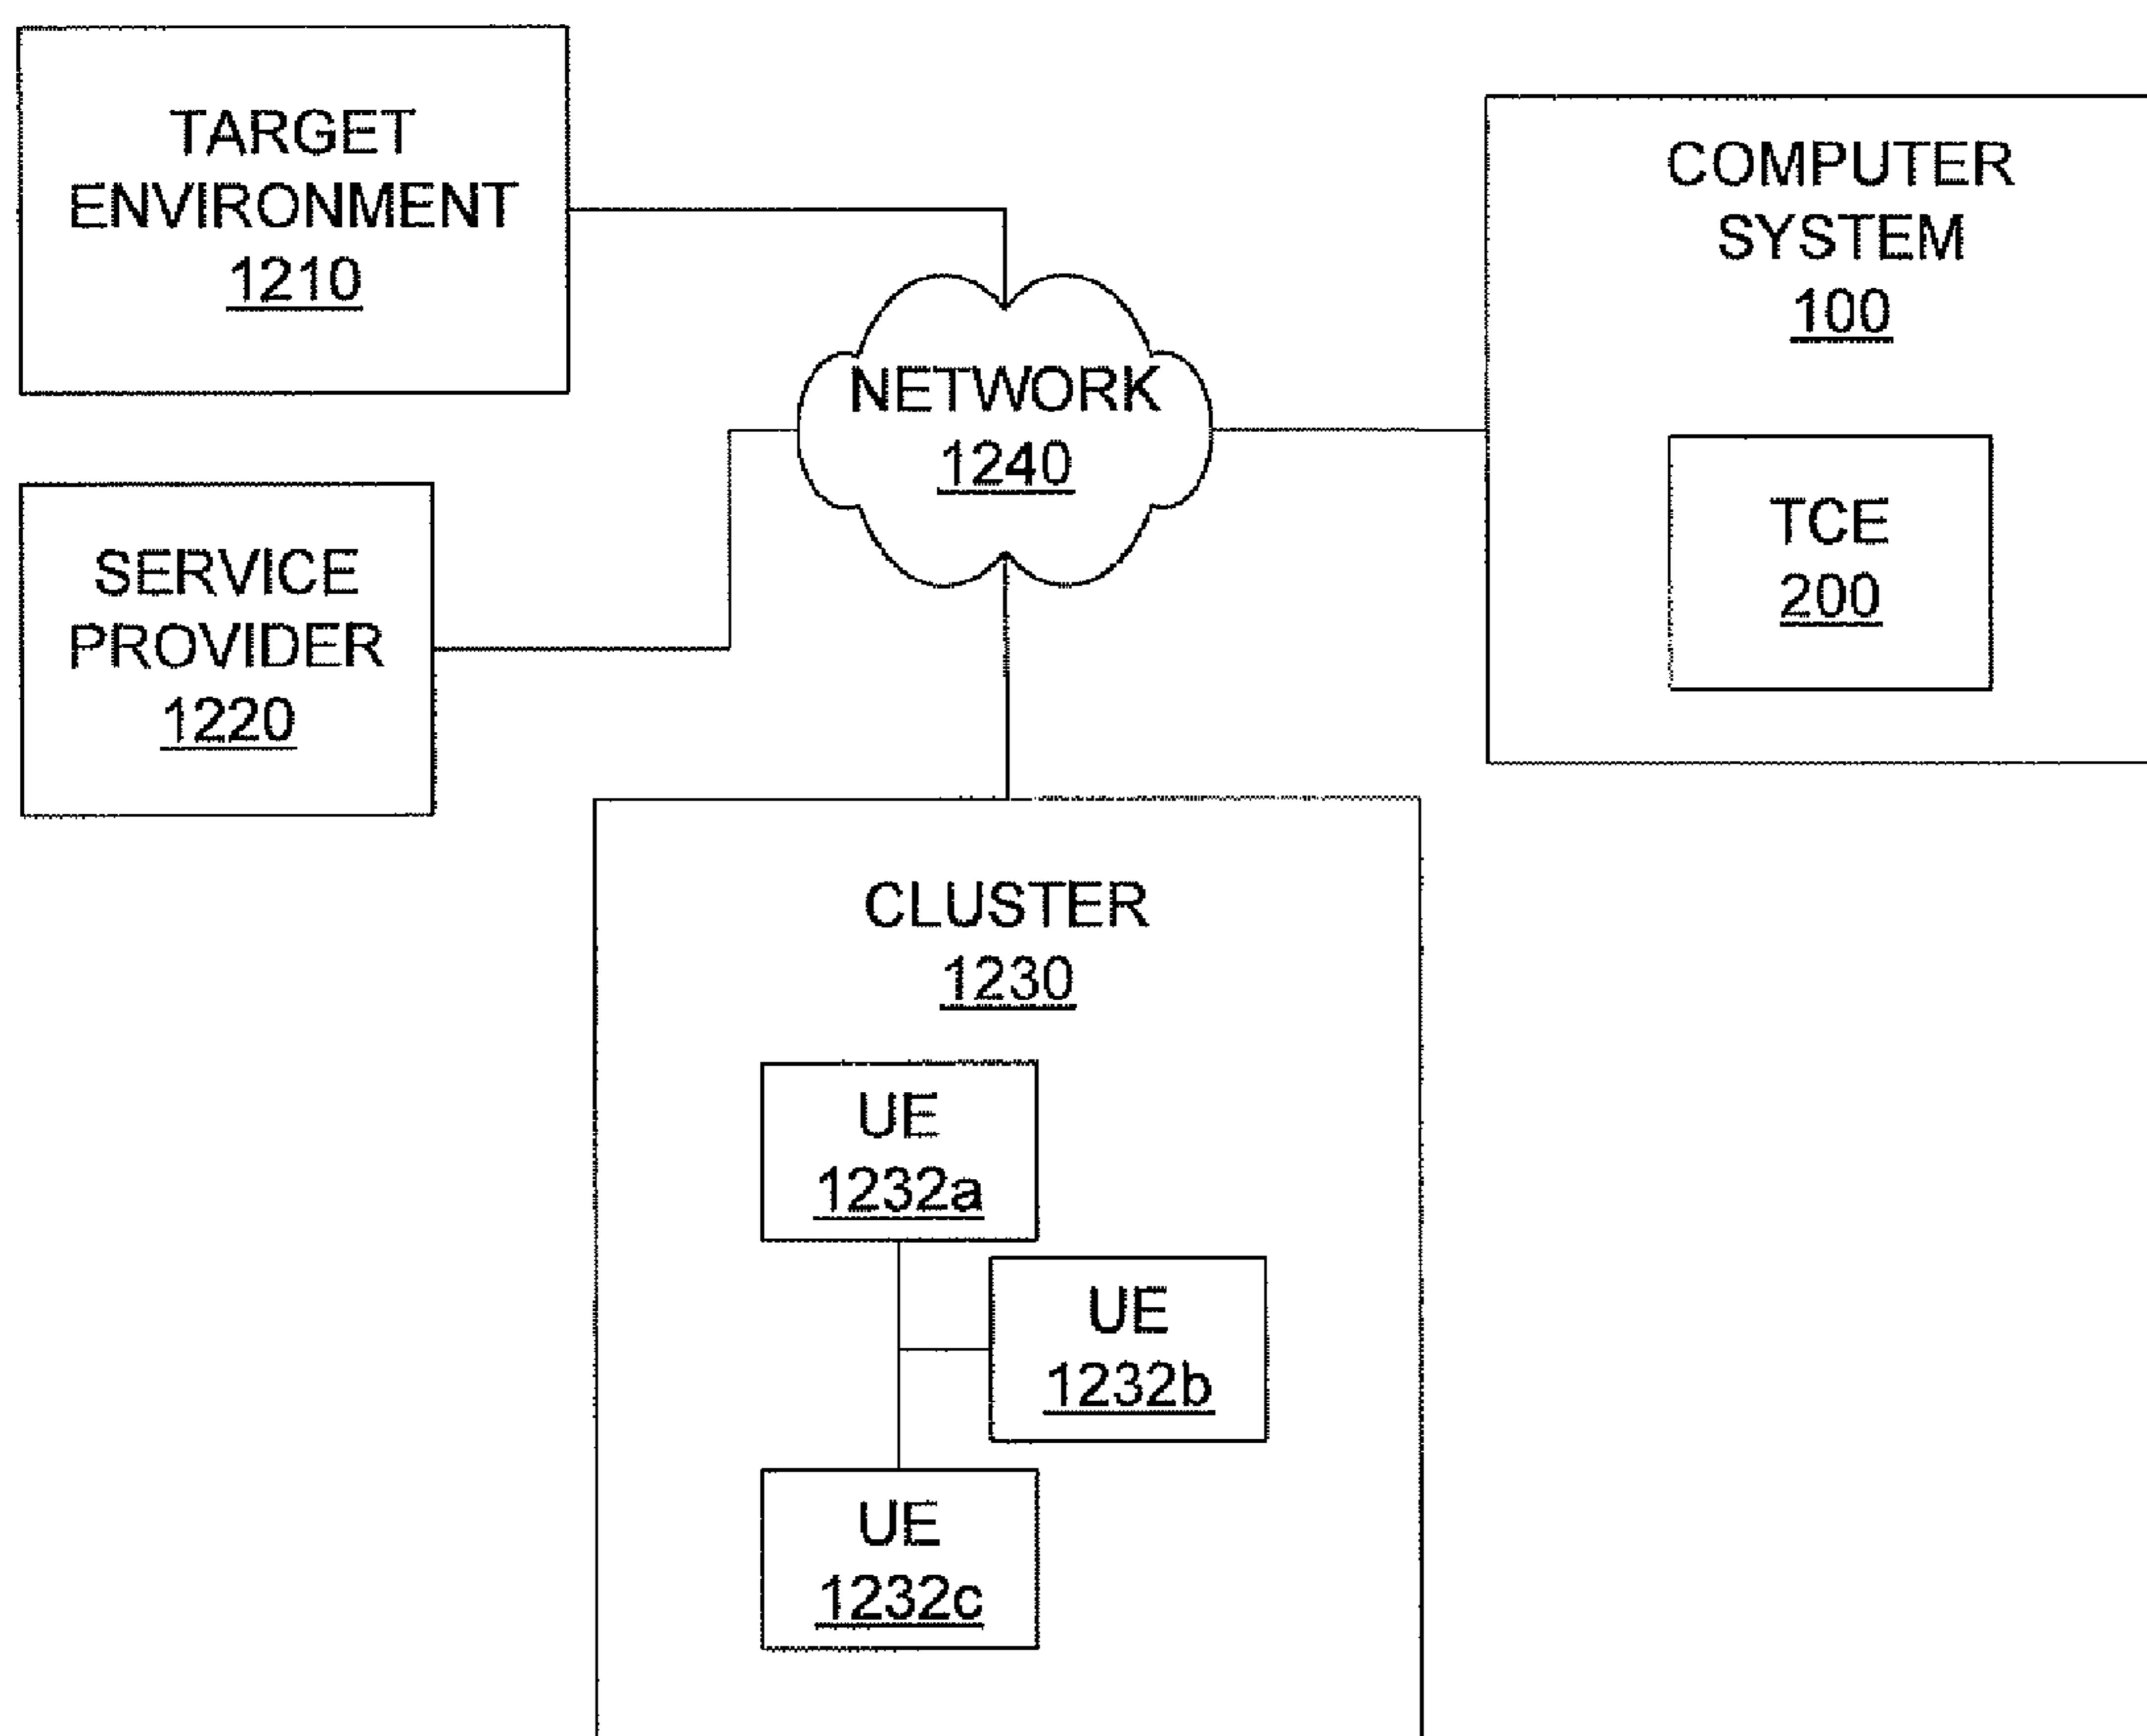 TARGET
ENVIRONMENT
1210
SERVICE
PROVIDER
1220
NETWORK
1240
COMPUTER
SYSTEM
100
TCE
200
CLUSTER
1230
UE
1232a
UE
1232b
UE
1232c